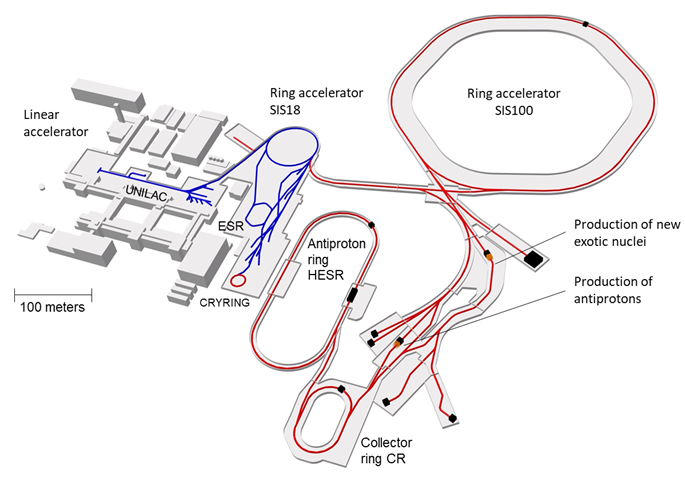 Ring accelerator
SIS18
Ring accelerator
SIS100
Linear
accelerator
UNILAC
ESR
Antiproton
ring
HESR
Production of new
exotic nuclei
Production of
antiprotons
CRYRING
100 meters
Collector
ring CR